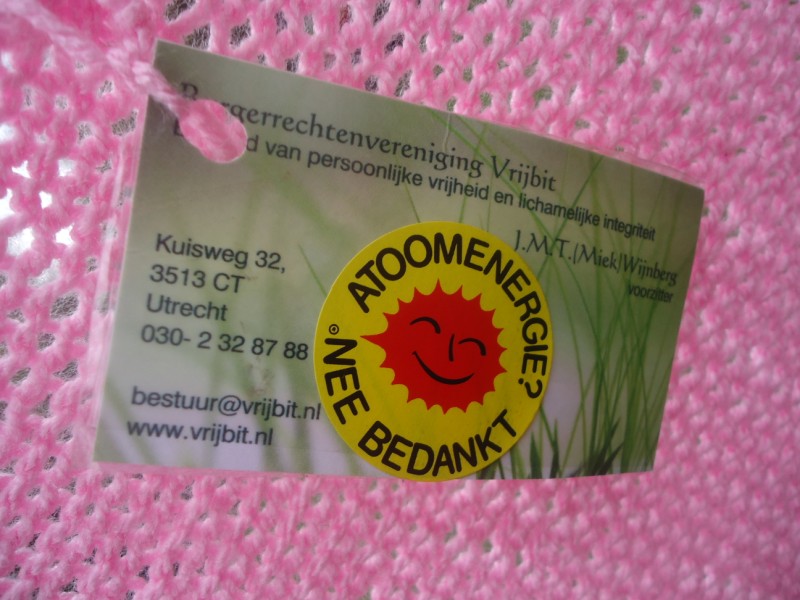 Burgerrechtenvereniging Vrijbit
van persoonlijke vrijheid en lichamelijke integriteit
J.M.T.(Miek)Wijnberg
voorzitter
Kuisweg 32,
3513 CT
Utrecht
030- 2 32 87 88
bestuur@vrijbit.nl
www.vrijbit.nl
ATOOMENERGIE?
NEE BEDANKT